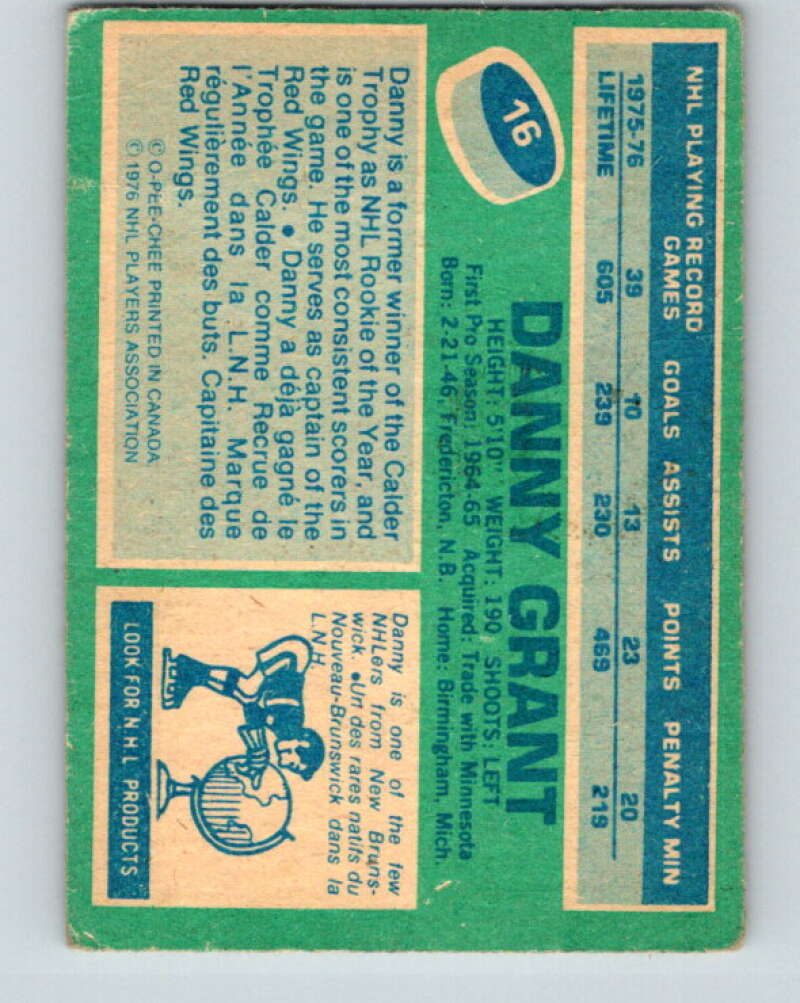 NHL PLAYING RECORD
GAMES GOALS ASSISTS POINTS PENALTY MIN
1975-76 39 10 13 23 20
LIFETIME 605 239 230 469 219
16
DANNY GRANT
HEIGHT: 5'10" WEIGHT: 190 SHOOTS: LEFT
First Pro Season: 1964-65 Acquired: Trade with Minnesota
Born: 2-21-46, Fredericton, N.B. Home: Birmingham, Mich.
Danny is a former winner of the Calder
Trophy as NHL Rookie of the Year, and
is one of the most consistent scorers in
the game. He serves as captain of the
Red Wings. • Danny a déjà gagné le
Trophée Calder comme Recrue de
l'Année dans la L.N.H. Marque
régulièrement des buts. Capitaine des
Red Wings.
© O-PEE-CHEE PRINTED IN CANADA
© 1976 NHL PLAYERS ASSOCIATION
Danny is one of the few
NHLers from New Bruns-
wick. •Un des rares natifs du
Nouveau-Brunswick dans la
L.N.H.
LOOK FOR N.H.L PRODUCTS